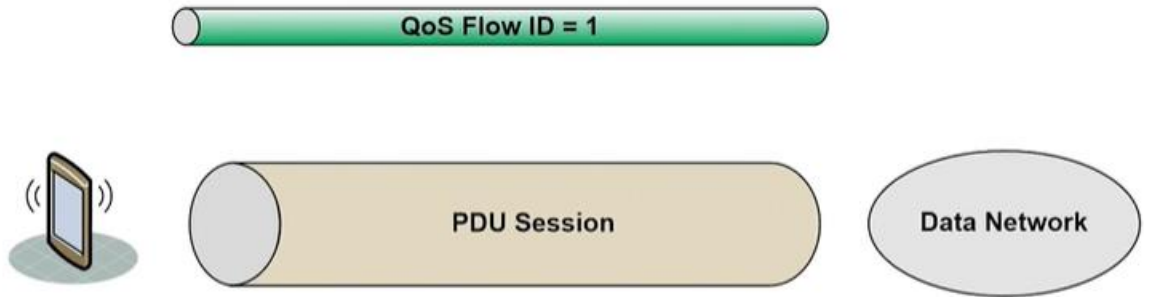 QoS Flow ID = 1
PDU Session
Data Network